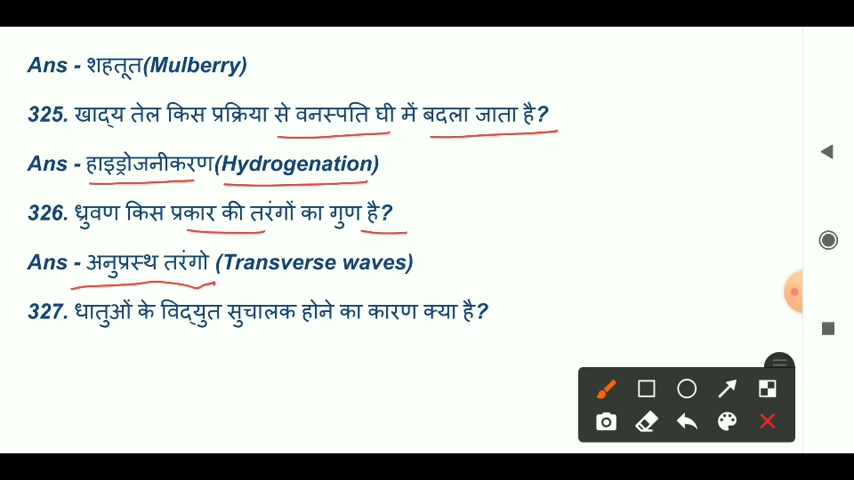 Ans - शहतूत(Mulberry)
325. खाद्य तेल किस प्रक्रिया से वनस्पति घी में बदला जाता है?
Ans - हाइड्रोजनीकरण(Hydrogenation)
326. ध्रुवण किस प्रकार की तरंगों का गुण है?
Ans - अनुप्रस्थ तरंगो (Transverse waves)
327. धातुओं के विद्युत सुचालक होने का कारण क्या है?